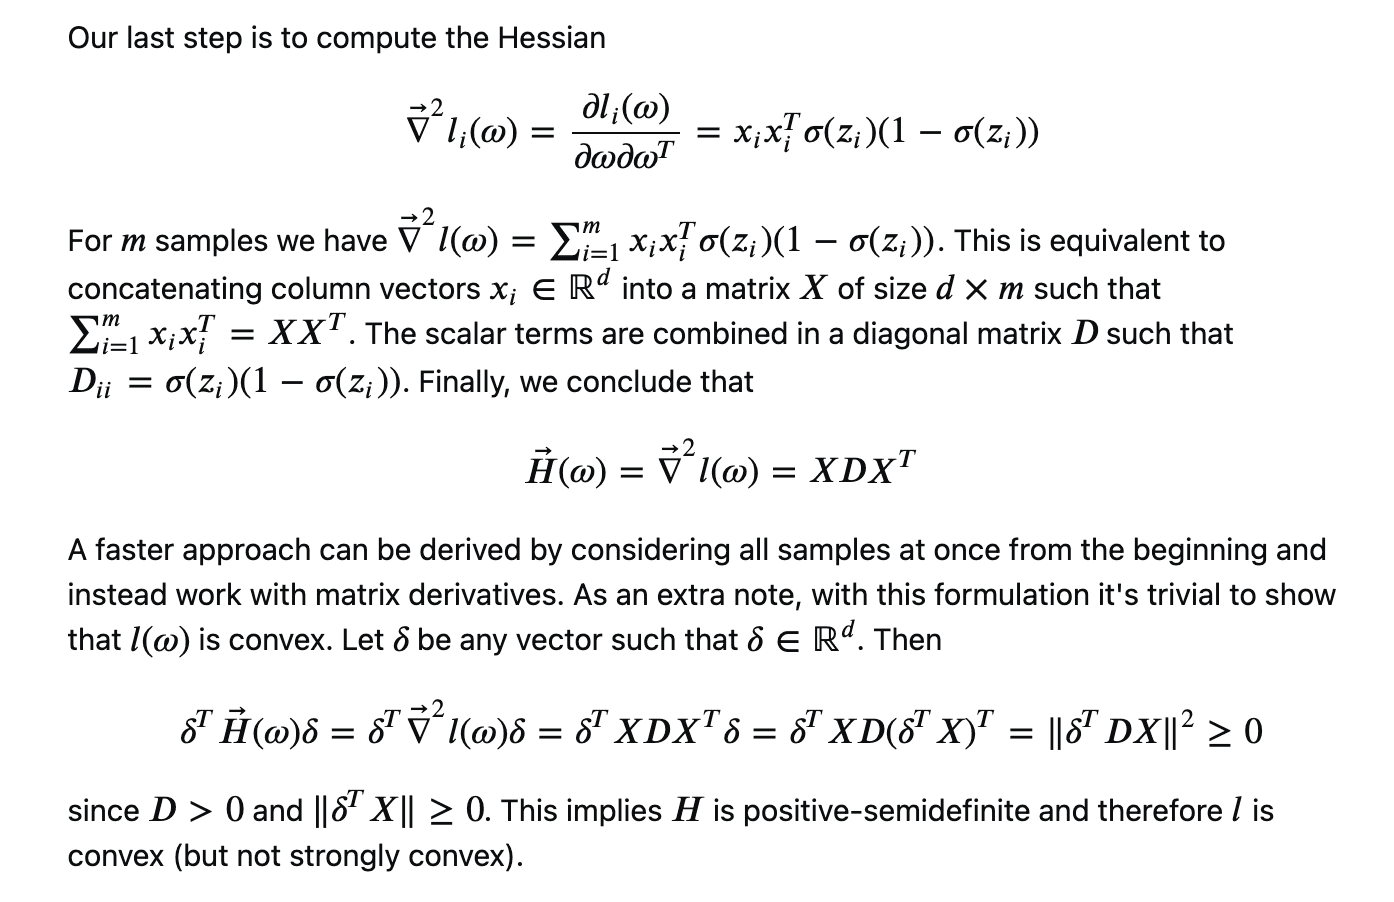 Our last step is to compute the Hessian
$\vec{\nabla}^2 l_i(\omega) = \frac{\partial l_i(\omega)}{\partial \omega \partial \omega^T} = x_i x_i^T \sigma(z_i)(1 - \sigma(z_i))$
For $m$ samples we have $\vec{\nabla}^2 l(\omega) = \sum_{i=1}^m x_i x_i^T \sigma(z_i)(1 - \sigma(z_i))$. This is equivalent to
concatenating column vectors $x_i \in \mathbb{R}^d$ into a matrix $X$ of size $d \times m$ such that
$\sum_{i=1}^m x_i x_i^T = XX^T$. The scalar terms are combined in a diagonal matrix $D$ such that
$D_{ii} = \sigma(z_i)(1 - \sigma(z_i))$. Finally, we conclude that
$\vec{H}(\omega) = \vec{\nabla}^2 l(\omega) = XDX^T$
A faster approach can be derived by considering all samples at once from the beginning and
instead work with matrix derivatives. As an extra note, with this formulation it's trivial to show
that $l(\omega)$ is convex. Let $\delta$ be any vector such that $\delta \in \mathbb{R}^d$. Then
$\delta^T \vec{H}(\omega)\delta = \delta^T \vec{\nabla}^2 l(\omega)\delta = \delta^T XDX^T \delta = \delta^T XD(\delta^T X)^T = \|\delta^T DX\|^2 \geq 0$
since $D > 0$ and $\|\delta^T X\| \geq 0$. This implies $H$ is positive-semidefinite and therefore $l$ is
convex (but not strongly convex).